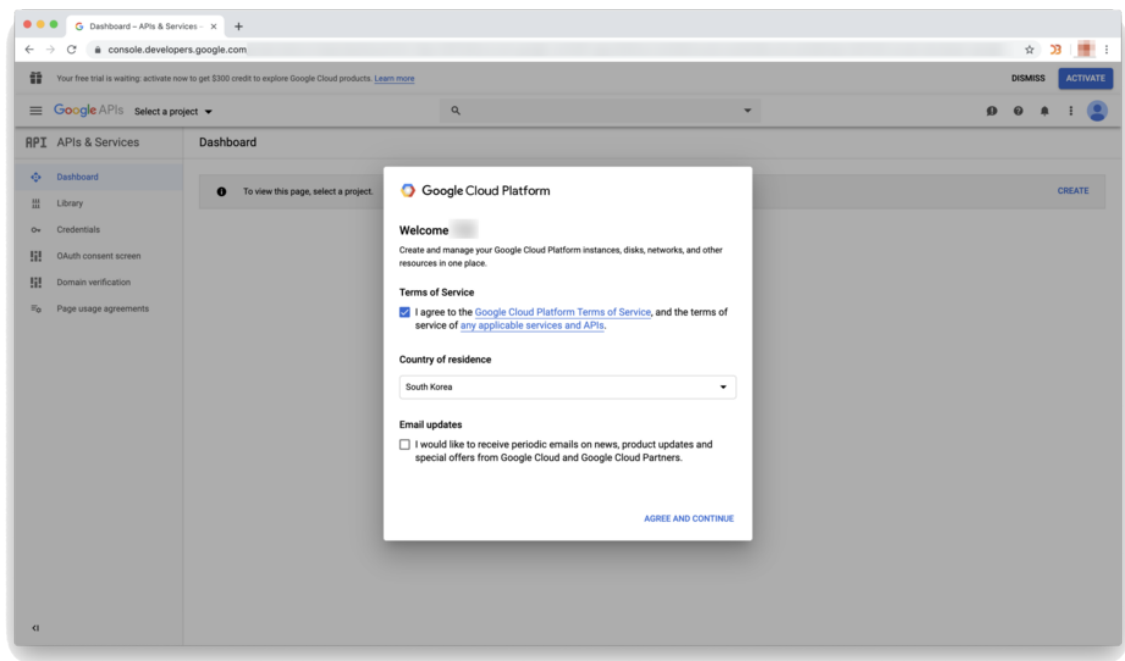 Dashboard – APIs & Services –
console.developers.google.com
Your free trial is waiting: activate now to get $300 credit to explore Google Cloud products. Learn more
DISMISS
ACTIVATE
Google APIs
Select a project
API APIs & Services
Dashboard
Dashboard
Library
Credentials
OAuth consent screen
Domain verification
Page usage agreements
To view this page, select a project.
CREATE
Google Cloud Platform
Welcome
Create and manage your Google Cloud Platform instances, disks, networks, and other
resources in one place.
Terms of Service
I agree to the Google Cloud Platform Terms of Service, and the terms of
service of any applicable services and APIs.
Country of residence
South Korea
Email updates
I would like to receive periodic emails on news, product updates and
special offers from Google Cloud and Google Cloud Partners.
AGREE AND CONTINUE